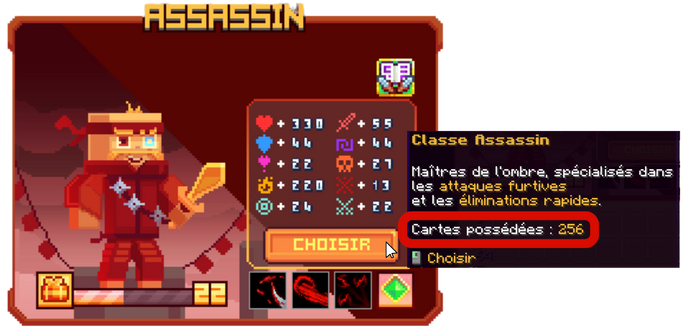 ASSASSIN
+330 +55
+44 +44
+22 +27
+220 +13
+24 +22
CHOISIR
22
Classe Assassin
Maîtres de l'ombre, spécialisés dans
les attaques furtives
et les éliminations rapides.
Cartes possédées : 256
Choisir